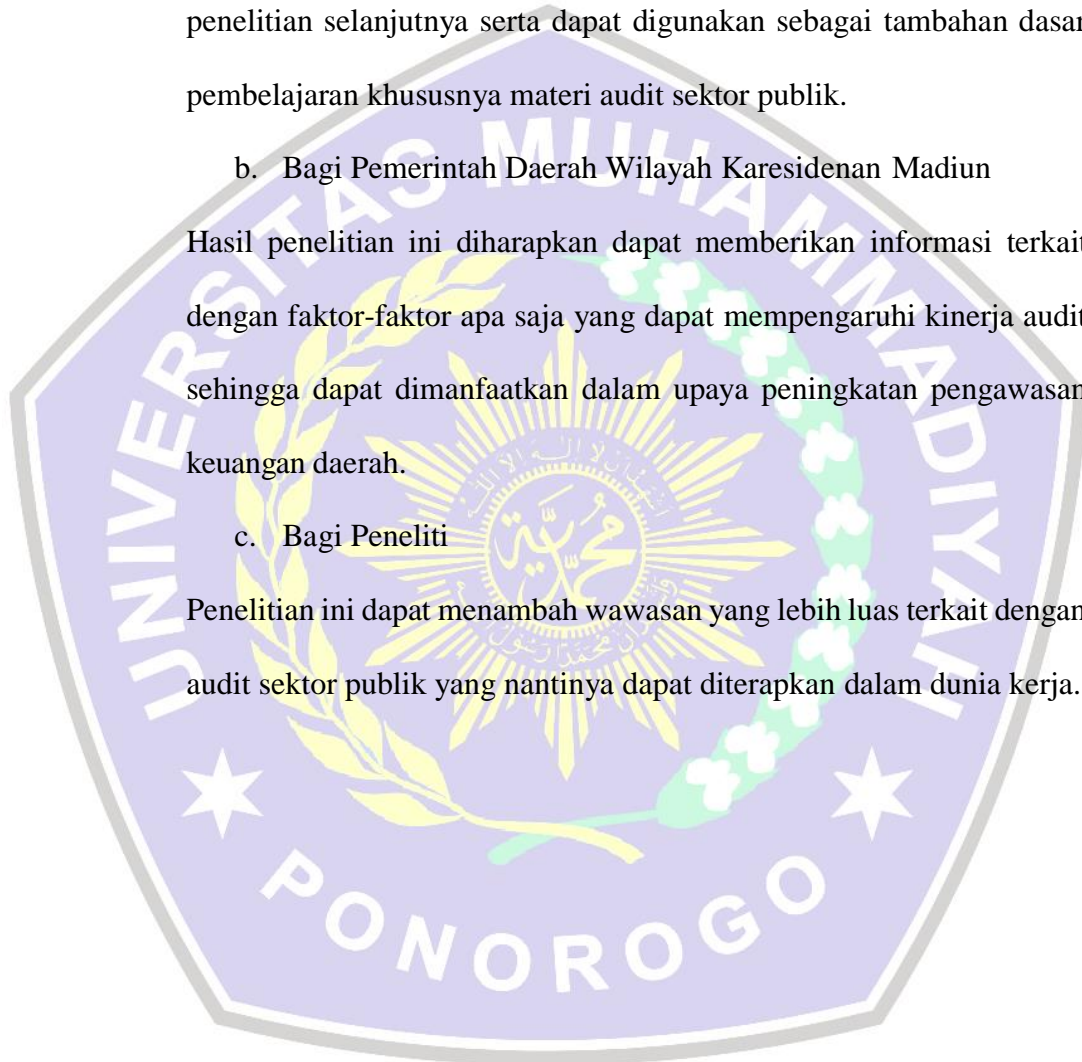 penelitian selanjutnya serta dapat digunakan sebagai tambahan dasar
pembelajaran khususnya materi audit sektor publik.
b. Bagi Pemerintah Daerah Wilayah Karesidenan Madiun
Hasil penelitian ini diharapkan dapat memberikan informasi terkait
dengan faktor-faktor apa saja yang dapat mempengaruhi kinerja audit
sehingga dapat dimanfaatkan dalam upaya peningkatan pengawasan
keuangan daerah.
c. Bagi Peneliti
Penelitian ini dapat menambah wawasan yang lebih luas terkait dengan
audit sektor publik yang nantinya dapat diterapkan dalam dunia kerja.
UNIVERSITAS MUHAMMADIYAH
محمدية
PONOROGO